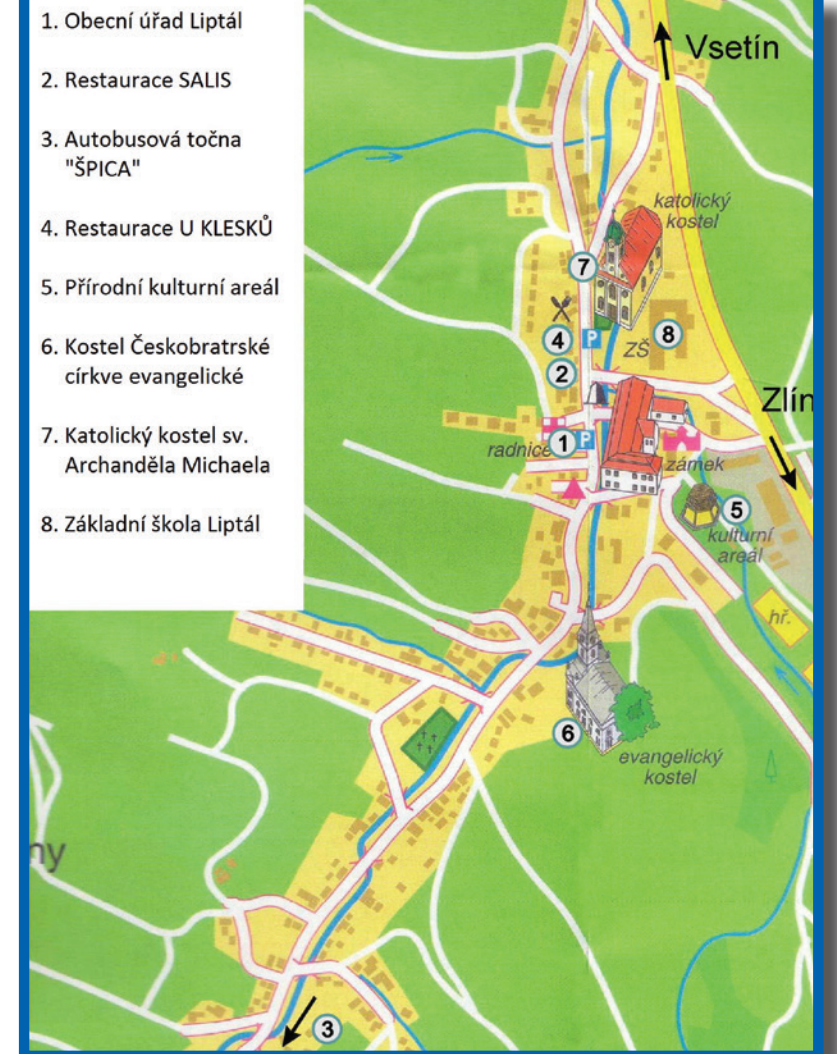 1. Obecní úřad Liptál
2. Restaurace SALIS
3. Autobusová točna
"ŠPICA"
4. Restaurace U KLESKŮ
5. Přírodní kulturní areál
6. Kostel Českobratrské
církve evangelické
7. Katolický kostel sv.
Archanděla Michaela
8. Základní škola Liptál
Vsetín
katolický
kostel
7
4
P
ZŠ
8
2
Zlín
radnice
1
P
zámek
5
kulturní
areál
hř.
6
evangelický
kostel
ny
3